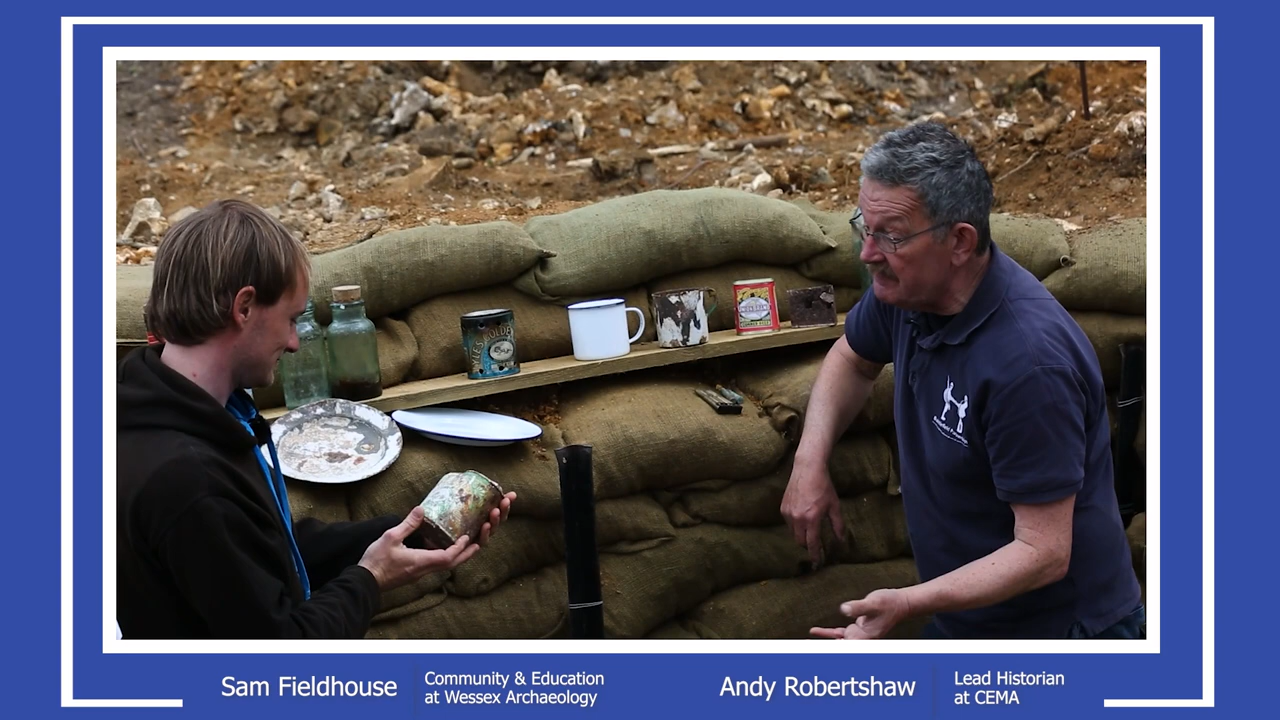 Sam Fieldhouse
Community & Education
at Wessex Archaeology
Andy Robertshaw
Lead Historian
at CEMA